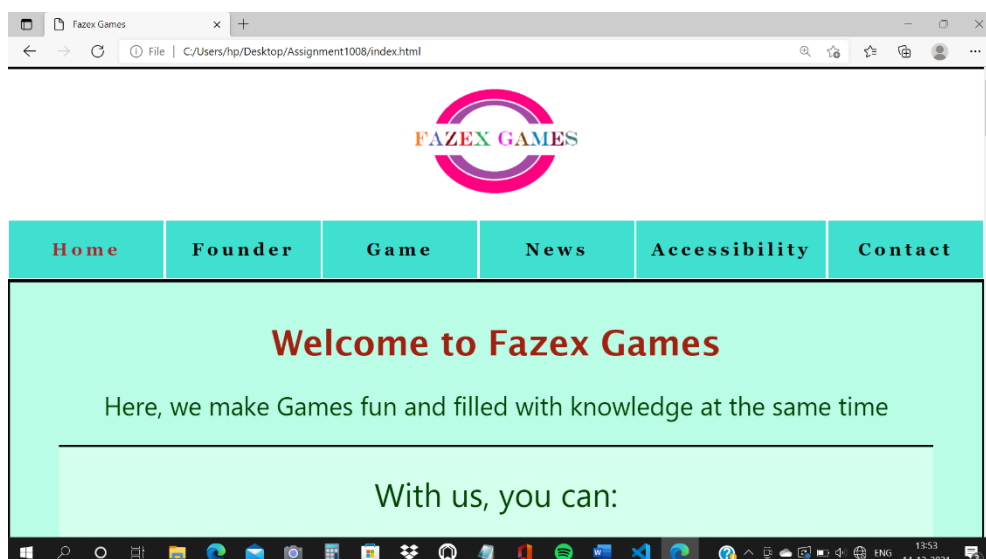 Fazex Games
File | C:/Users/hp/Desktop/Assignment1008/index.html
FAZEX GAMES
Home Founder Game News Accessibility Contact
Welcome to Fazex Games
Here, we make Games fun and filled with knowledge at the same time
With us, you can:
ENG 13:53